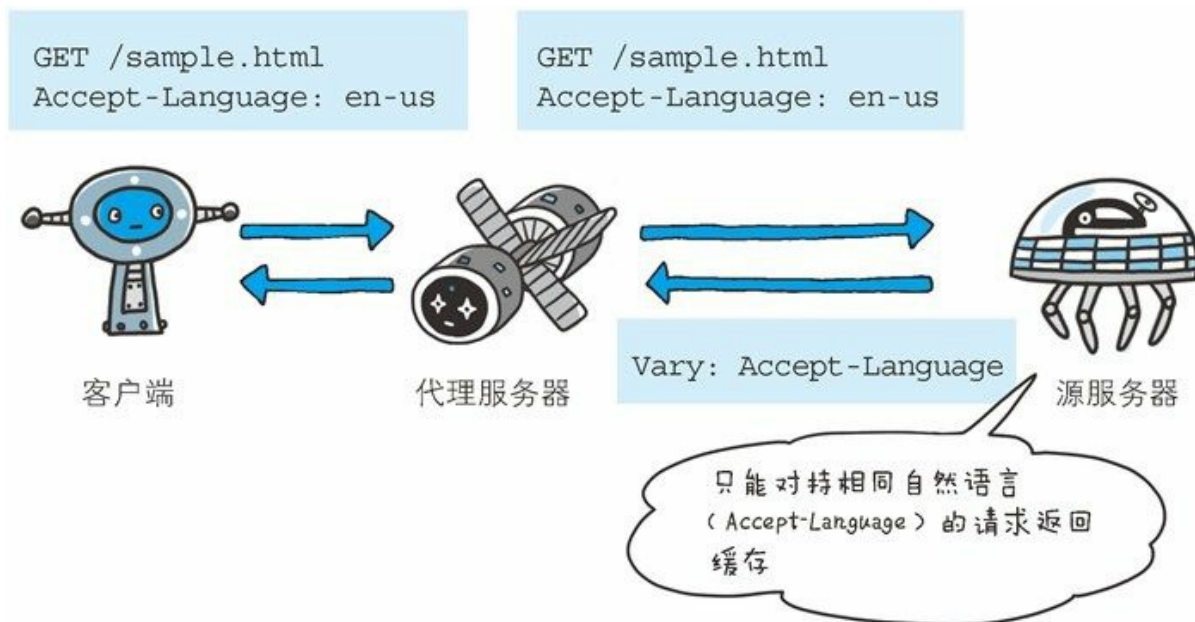 GET /sample.html
Accept-Language: en-us
GET /sample.html
Accept-Language: en-us
客户端
代理服务器
Vary: Accept-Language
源服务器
只能对持相同自然语言
（Accept-Language）的请求返回
缓存